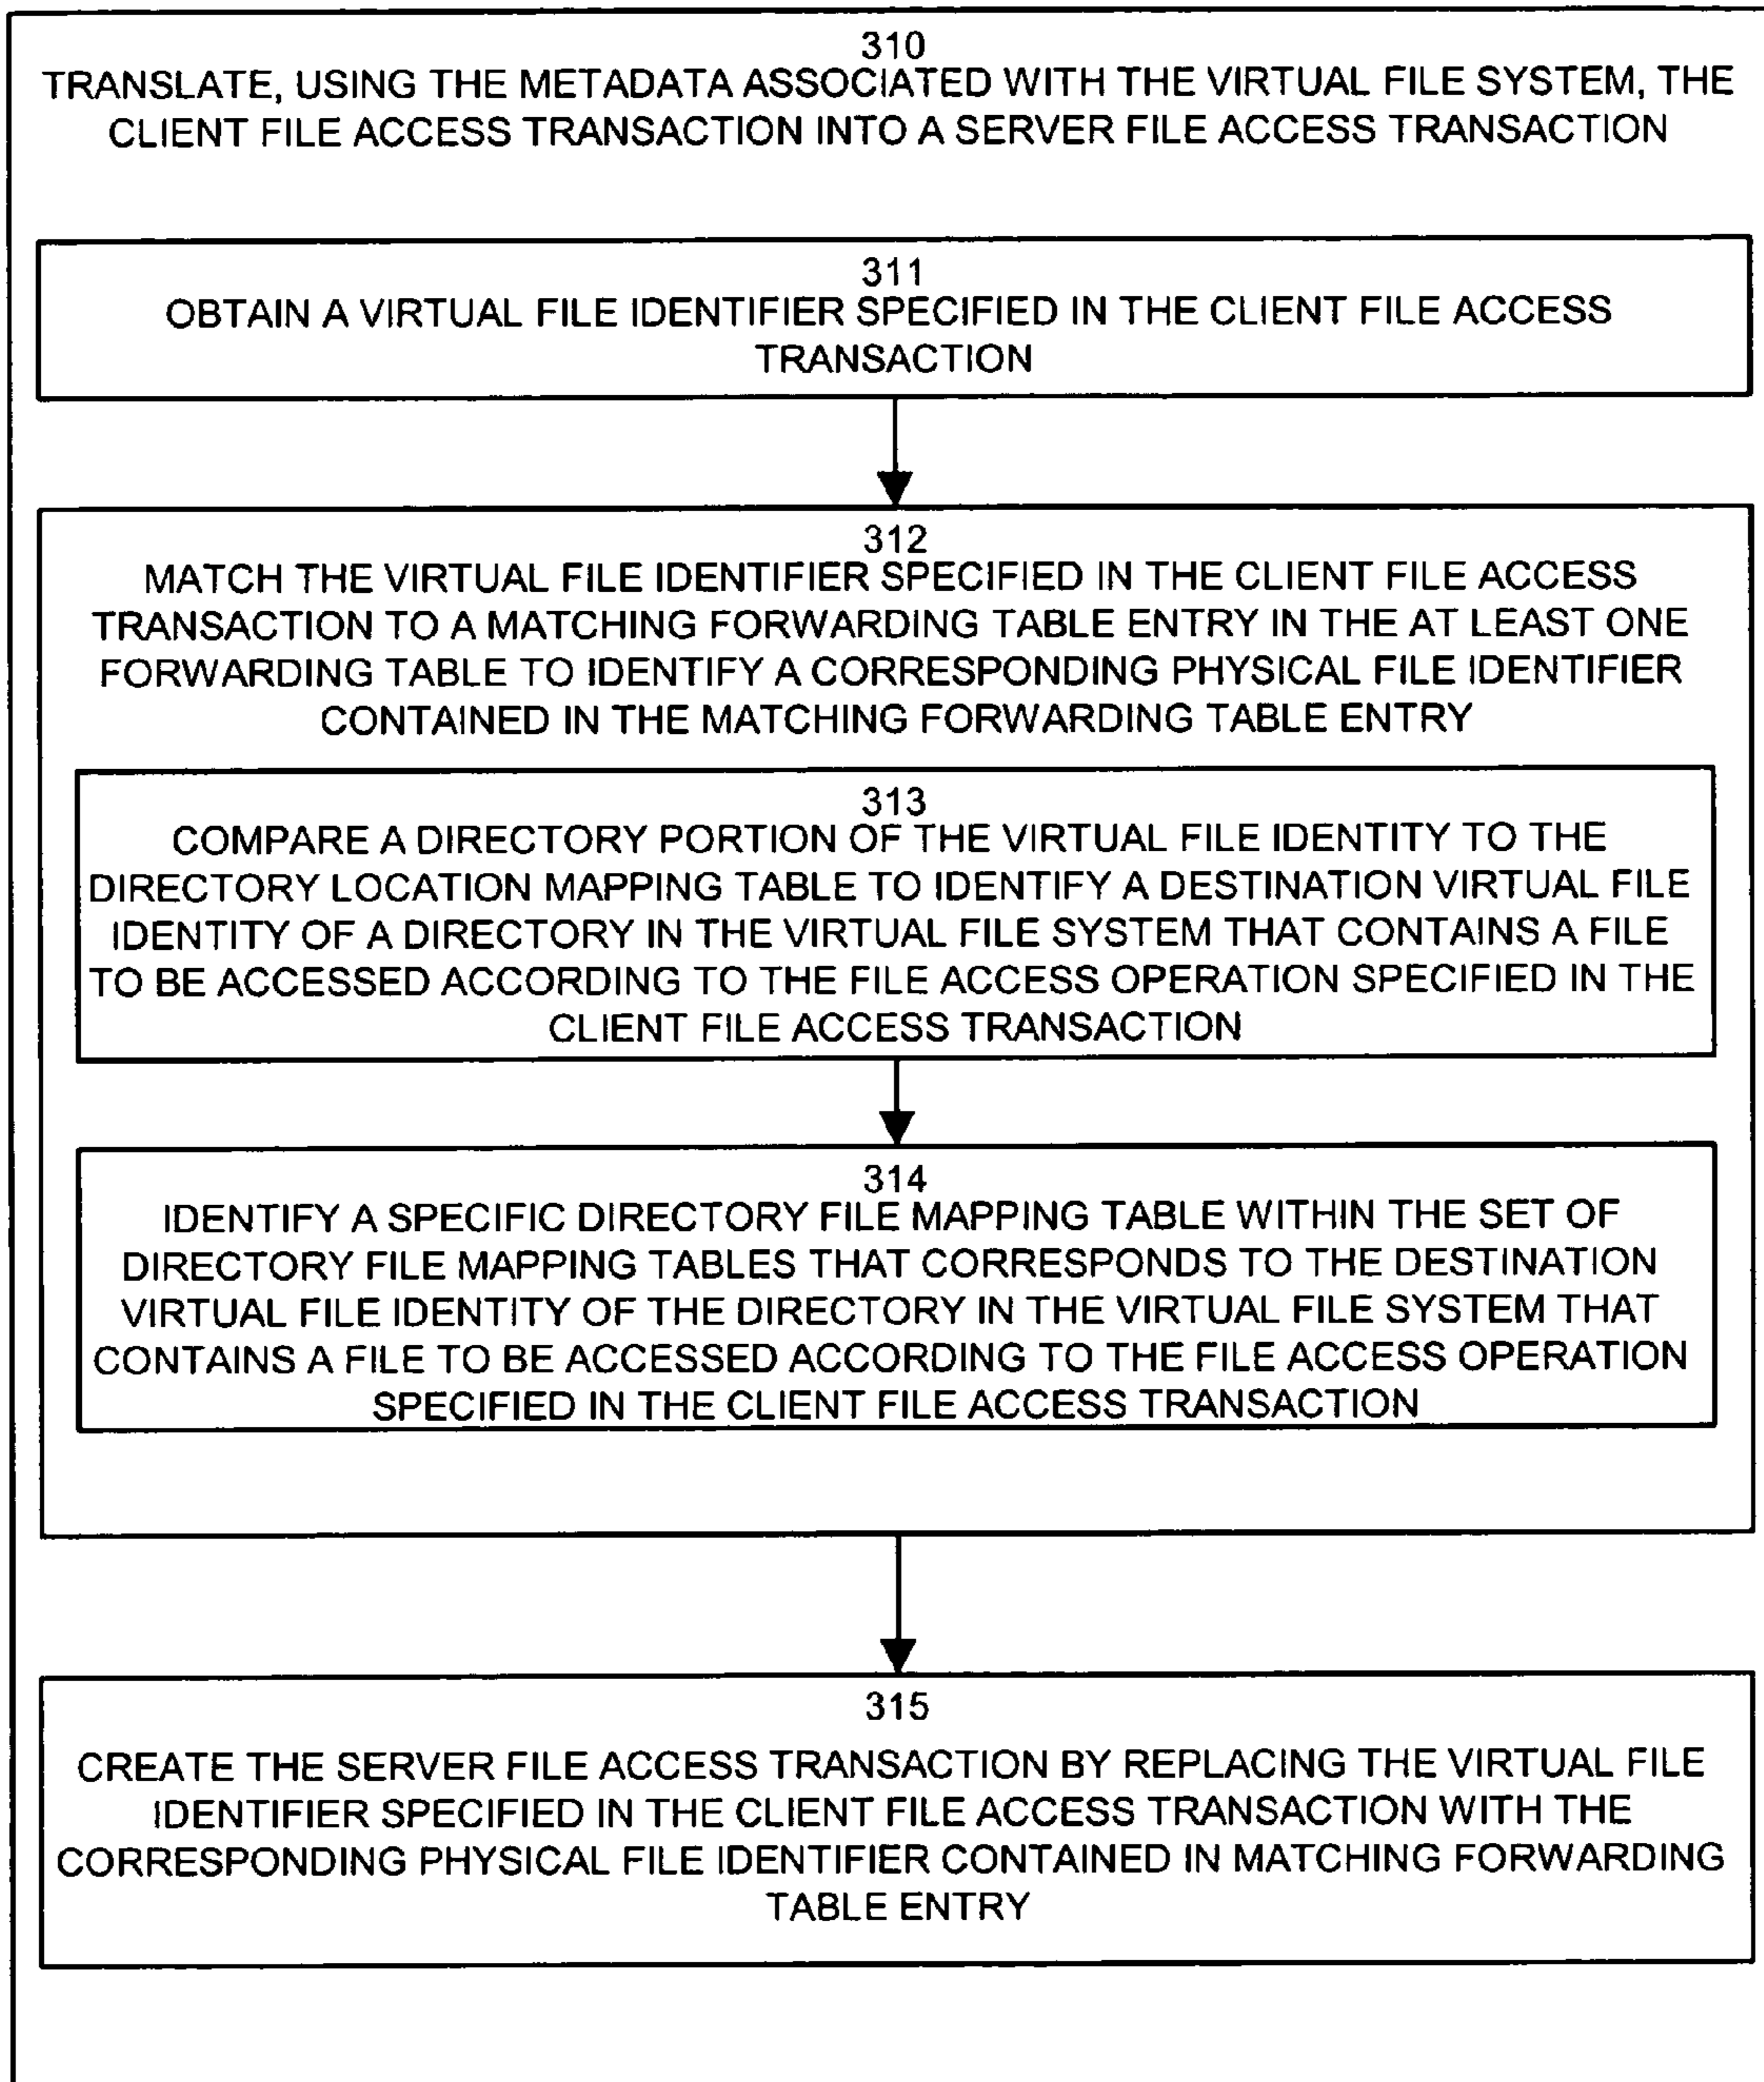 310
TRANSLATE, USING THE METADATA ASSOCIATED WITH THE VIRTUAL FILE SYSTEM, THE
CLIENT FILE ACCESS TRANSACTION INTO A SERVER FILE ACCESS TRANSACTION
311
OBTAIN A VIRTUAL FILE IDENTIFIER SPECIFIED IN THE CLIENT FILE ACCESS
TRANSACTION
312
MATCH THE VIRTUAL FILE IDENTIFIER SPECIFIED IN THE CLIENT FILE ACCESS
TRANSACTION TO A MATCHING FORWARDING TABLE ENTRY IN THE AT LEAST ONE
FORWARDING TABLE TO IDENTIFY A CORRESPONDING PHYSICAL FILE IDENTIFIER
CONTAINED IN THE MATCHING FORWARDING TABLE ENTRY
313
COMPARE A DIRECTORY PORTION OF THE VIRTUAL FILE IDENTITY TO THE
DIRECTORY LOCATION MAPPING TABLE TO IDENTIFY A DESTINATION VIRTUAL FILE
IDENTITY OF A DIRECTORY IN THE VIRTUAL FILE SYSTEM THAT CONTAINS A FILE
TO BE ACCESSED ACCORDING TO THE FILE ACCESS OPERATION SPECIFIED IN THE
CLIENT FILE ACCESS TRANSACTION
314
IDENTIFY A SPECIFIC DIRECTORY FILE MAPPING TABLE WITHIN THE SET OF
DIRECTORY FILE MAPPING TABLES THAT CORRESPONDS TO THE DESTINATION
VIRTUAL FILE IDENTITY OF THE DIRECTORY IN THE VIRTUAL FILE SYSTEM THAT
CONTAINS A FILE TO BE ACCESSED ACCORDING TO THE FILE ACCESS OPERATION
SPECIFIED IN THE CLIENT FILE ACCESS TRANSACTION
315
CREATE THE SERVER FILE ACCESS TRANSACTION BY REPLACING THE VIRTUAL FILE
IDENTIFIER SPECIFIED IN THE CLIENT FILE ACCESS TRANSACTION WITH THE
CORRESPONDING PHYSICAL FILE IDENTIFIER CONTAINED IN MATCHING FORWARDING
TABLE ENTRY